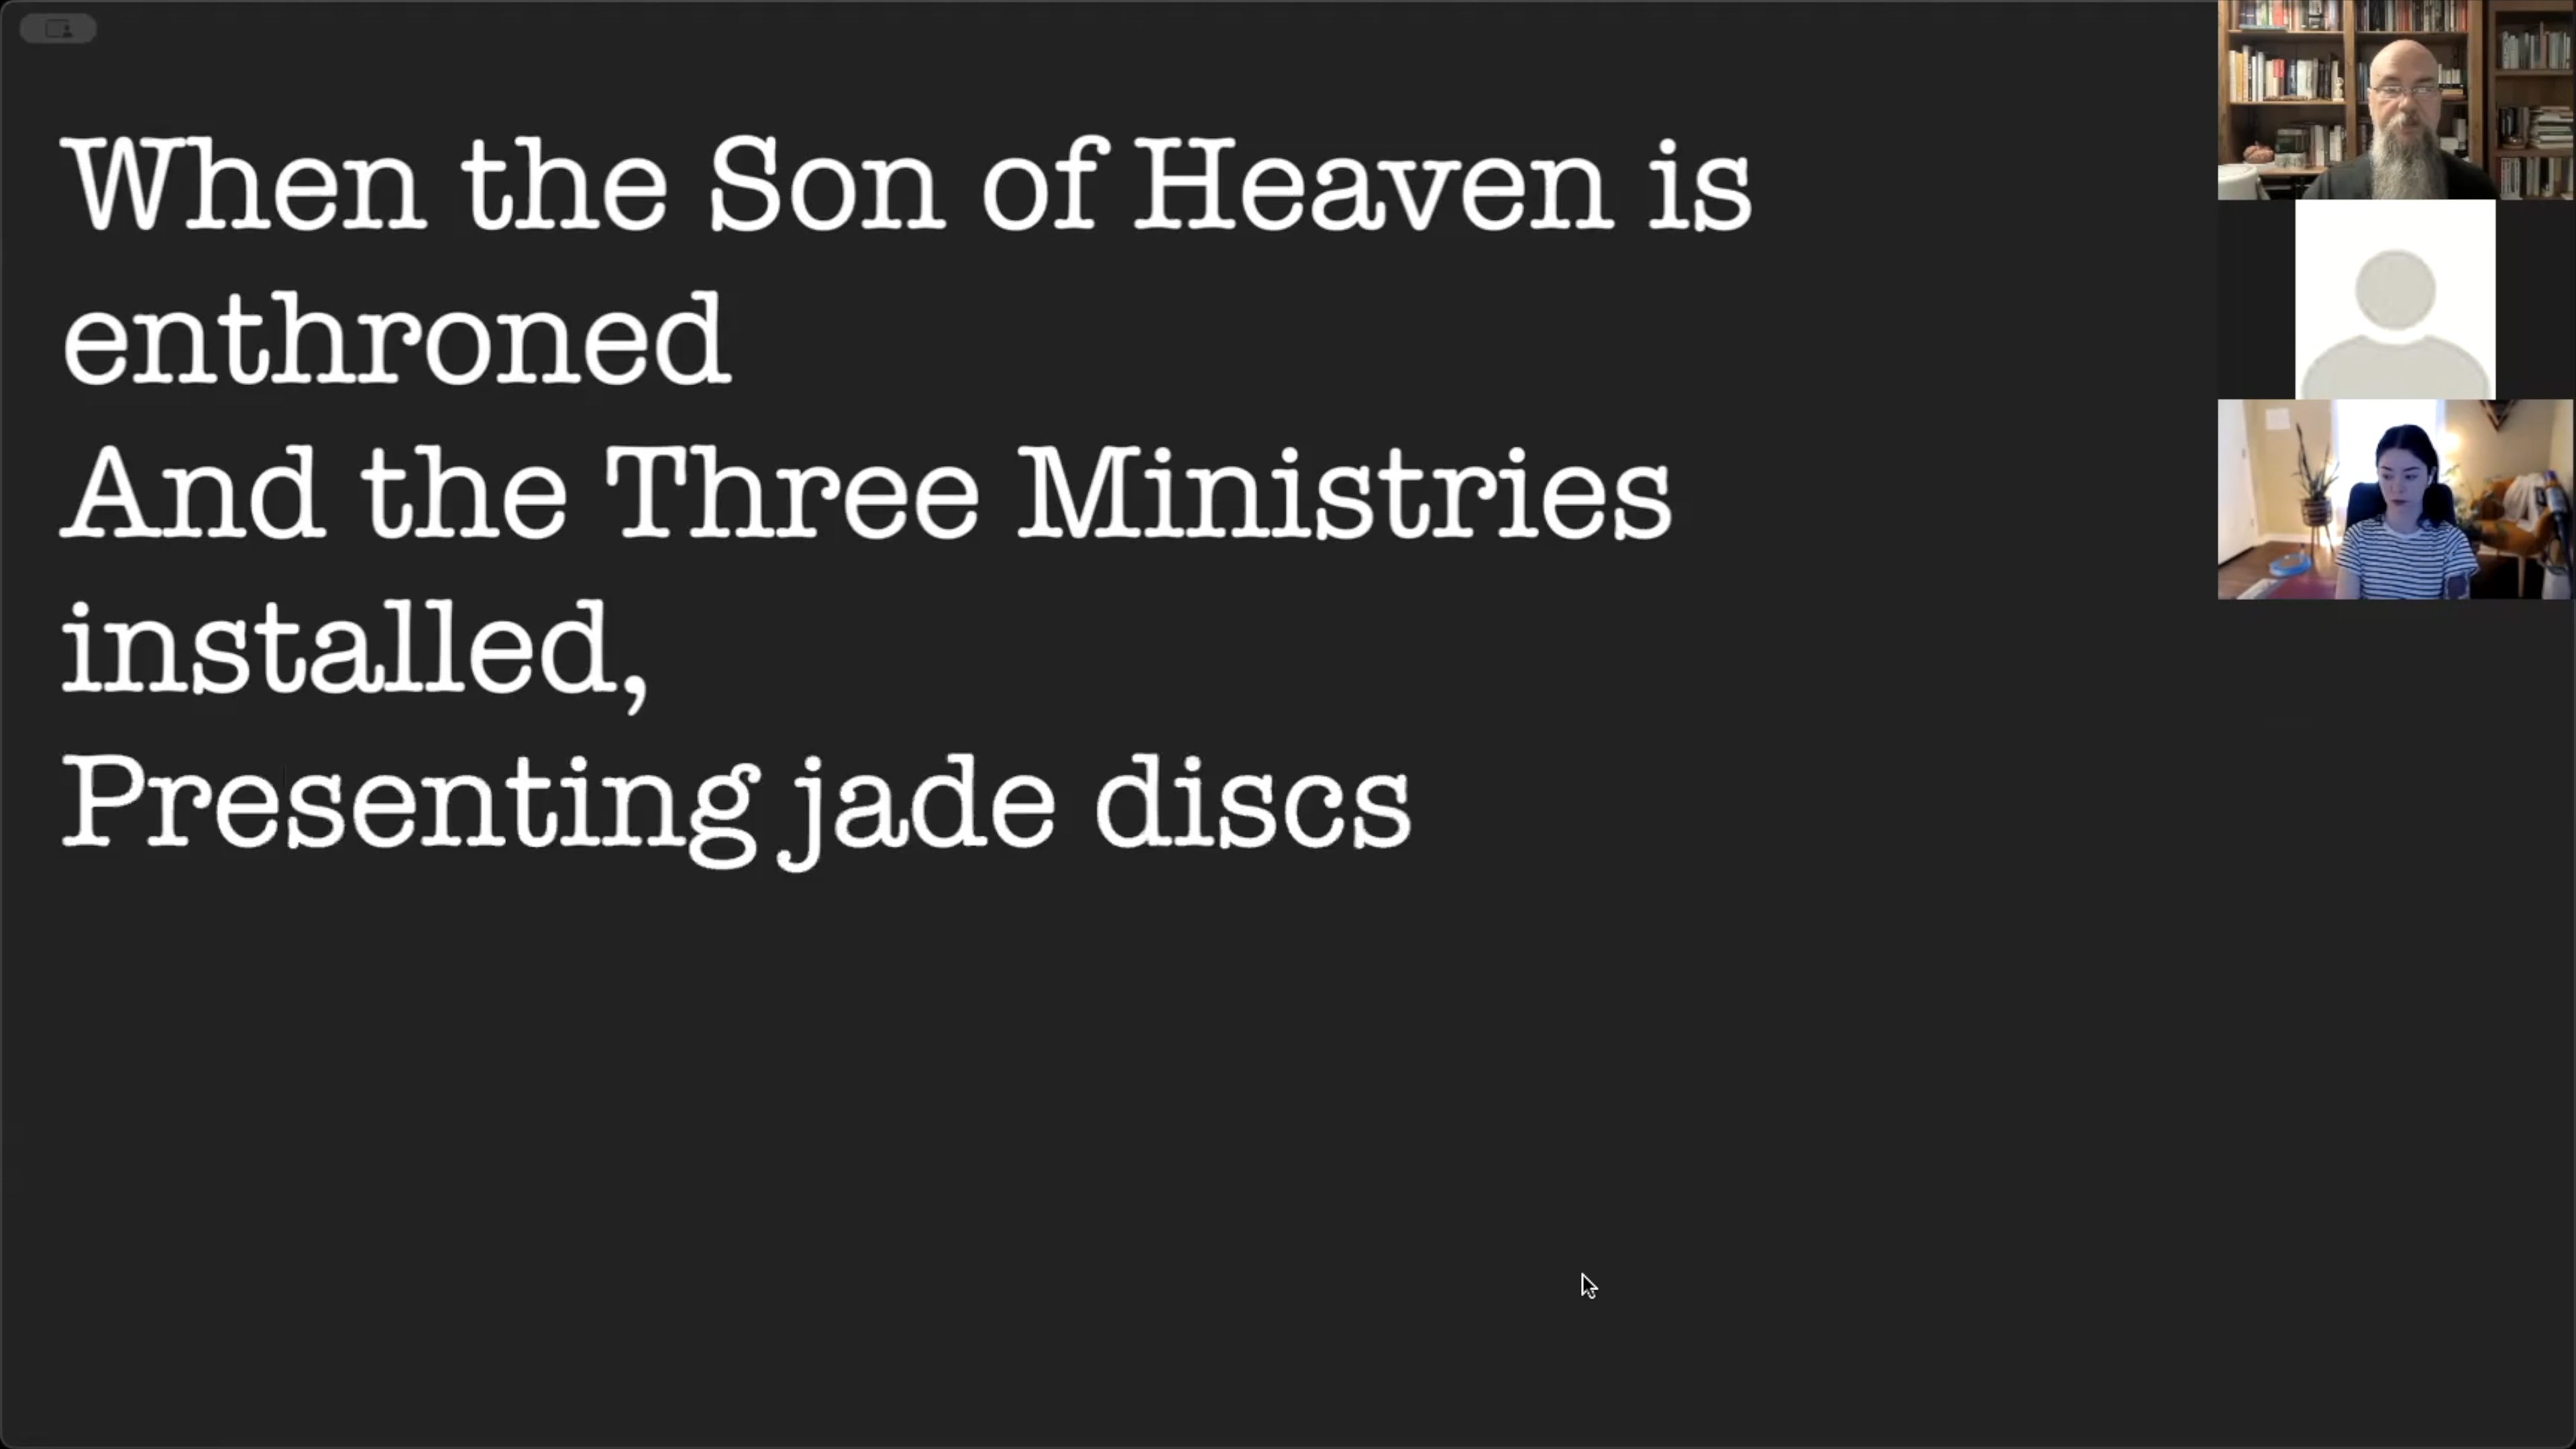 When the Son of Heaven is
enthroned
And the Three Ministries
installed,
Presenting jade discs